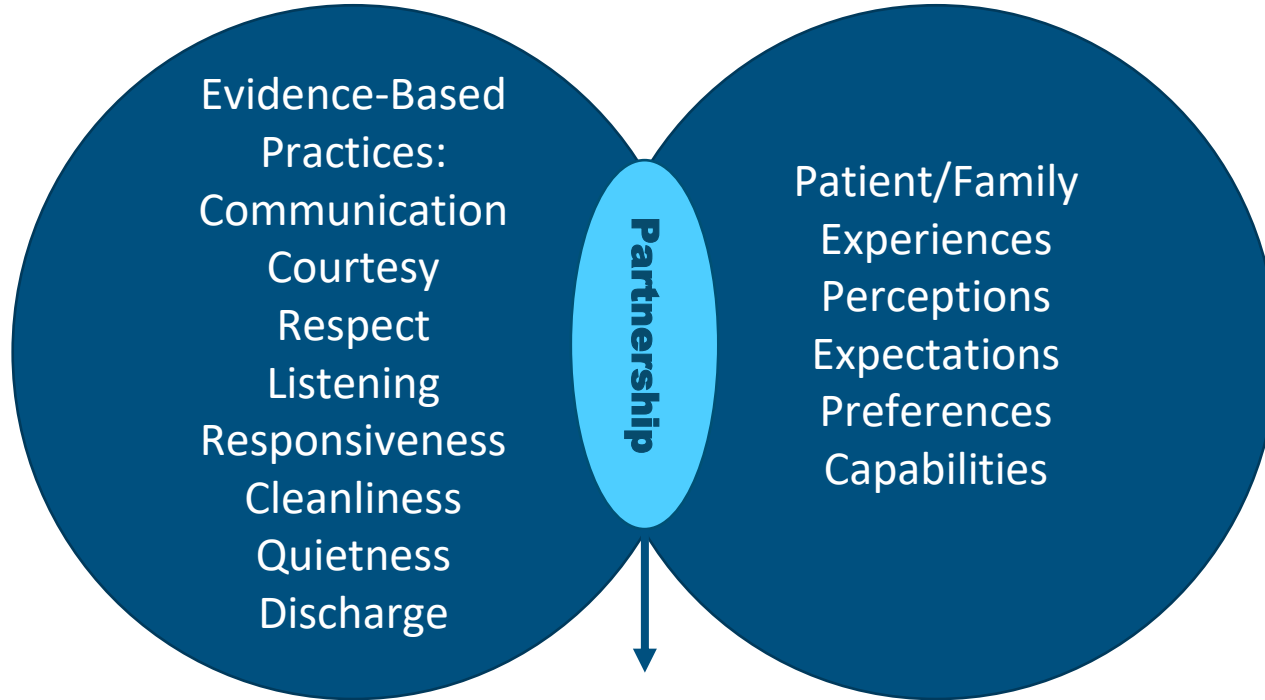 Evidence-Based
Practices:
Communication
Courtesy
Respect
Listening
Responsiveness
Cleanliness
Quietness
Discharge
Partnership
Patient/Family
Experiences
Perceptions
Expectations
Preferences
Capabilities